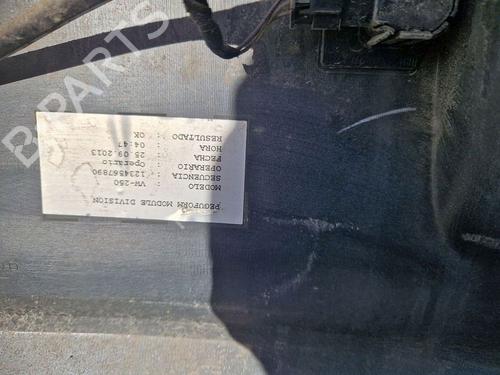 PEGUFORM MODULE DIVISION
MODELO : VW-250
SECUENCIA : 1234567890
OPERARIO : Operario
FECHA : 25.09.2013
HORA : 04:47
RESULTADO : OK
B-PARTS